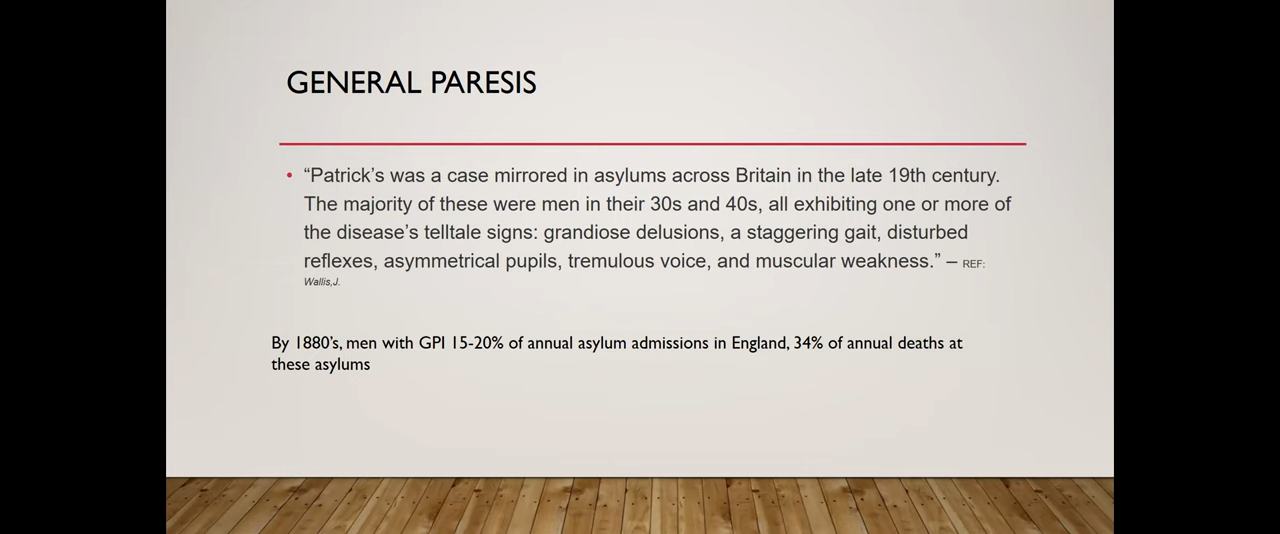 GENERAL PARESIS
• “Patrick’s was a case mirrored in asylums across Britain in the late 19th century.
The majority of these were men in their 30s and 40s, all exhibiting one or more of
the disease’s telltale signs: grandiose delusions, a staggering gait, disturbed
reflexes, asymmetrical pupils, tremulous voice, and muscular weakness.” – REF:
Wallis,J.
By 1880’s, men with GPI 15-20% of annual asylum admissions in England, 34% of annual deaths at
these asylums